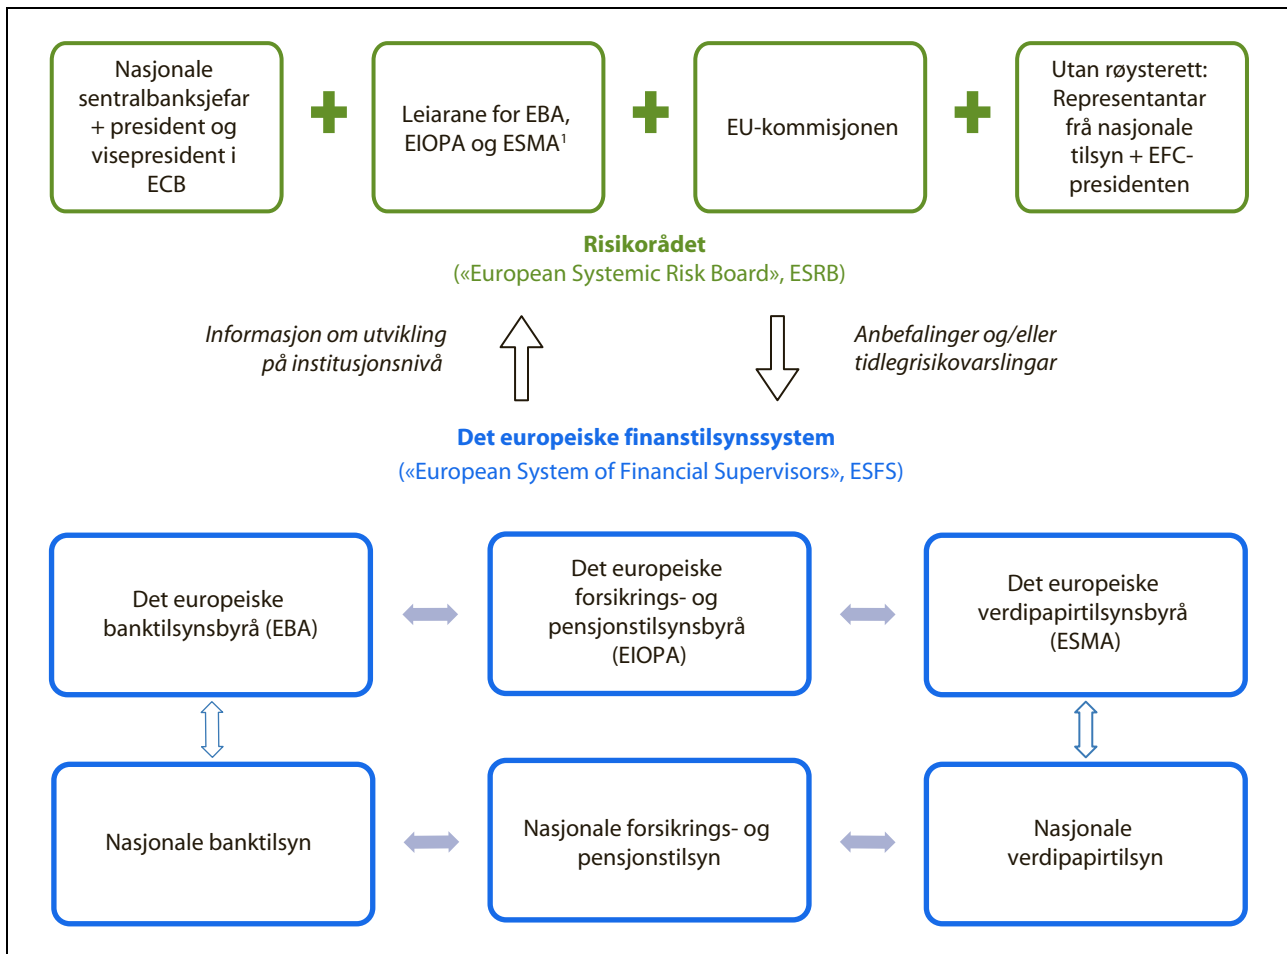 Nasjonale
sentralbanksjefar
+ president og
visepresident i
ECB
Leiarane for EBA,
EIOPA og ESMA¹
EU-kommisjonen
Utan røysterett:
Representantar
frå nasjonale
tilsyn + EFC-
presidenten
Risikorådet
(«European Systemic Risk Board», ESRB)
Informasjon om utvikling
på institusjonsnivå
Anbefalinger og/eller
tidlegrisikovarslingar
Det europeiske finanstilsynssystem
(«European System of Financial Supervisors», ESFS)
Det europeiske
banktilsynsbyrå (EBA)
Det europeiske
forsikrings- og
pensjonstilsynsbyrå
(EIOPA)
Det europeiske
verdipapirtilsynsbyrå
(ESMA)
Nasjonale banktilsyn
Nasjonale forsikrings- og
pensjonstilsyn
Nasjonale
verdipapirtilsyn